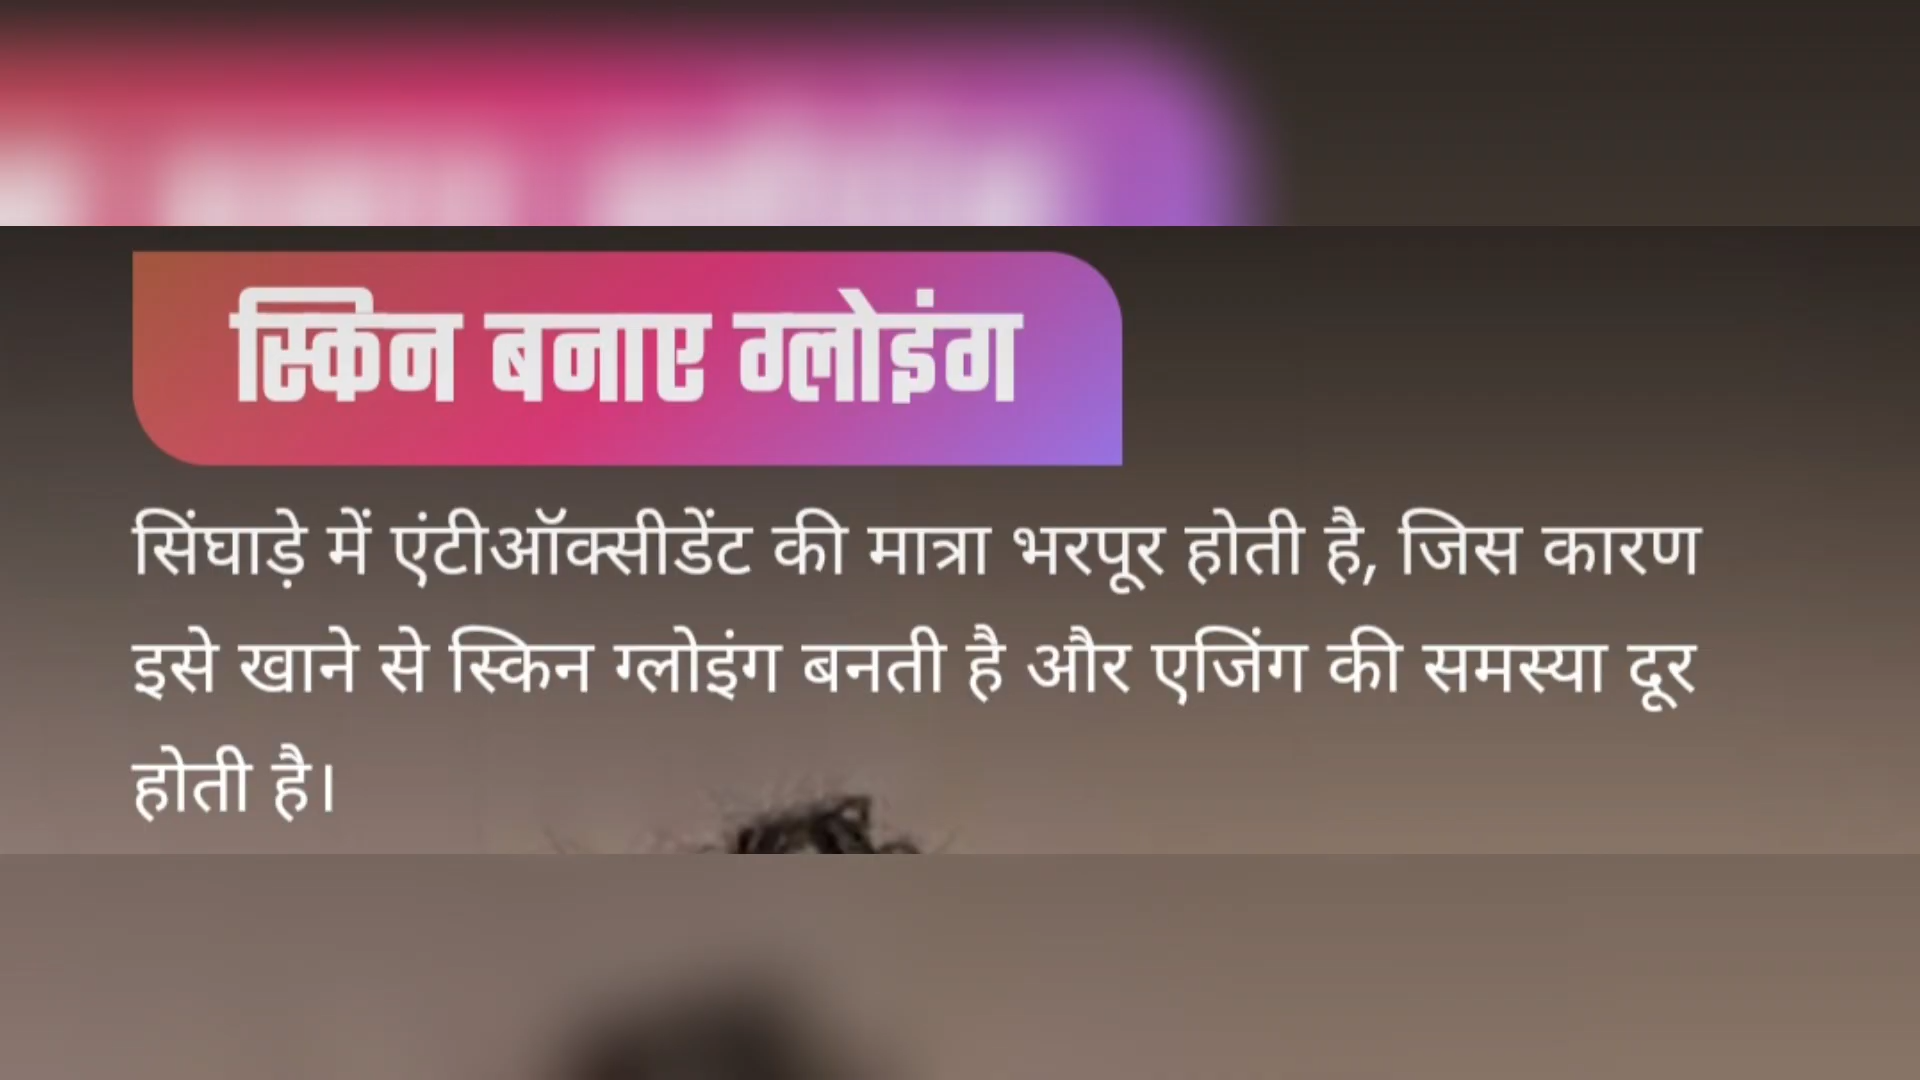 स्किन बनाए ग्लोइंग
सिंघाड़े में एंटीऑक्सीडेंट की मात्रा भरपूर होती है, जिस कारण
इसे खाने से स्किन ग्लोइंग बनती है और एजिंग की समस्या दूर
होती है।